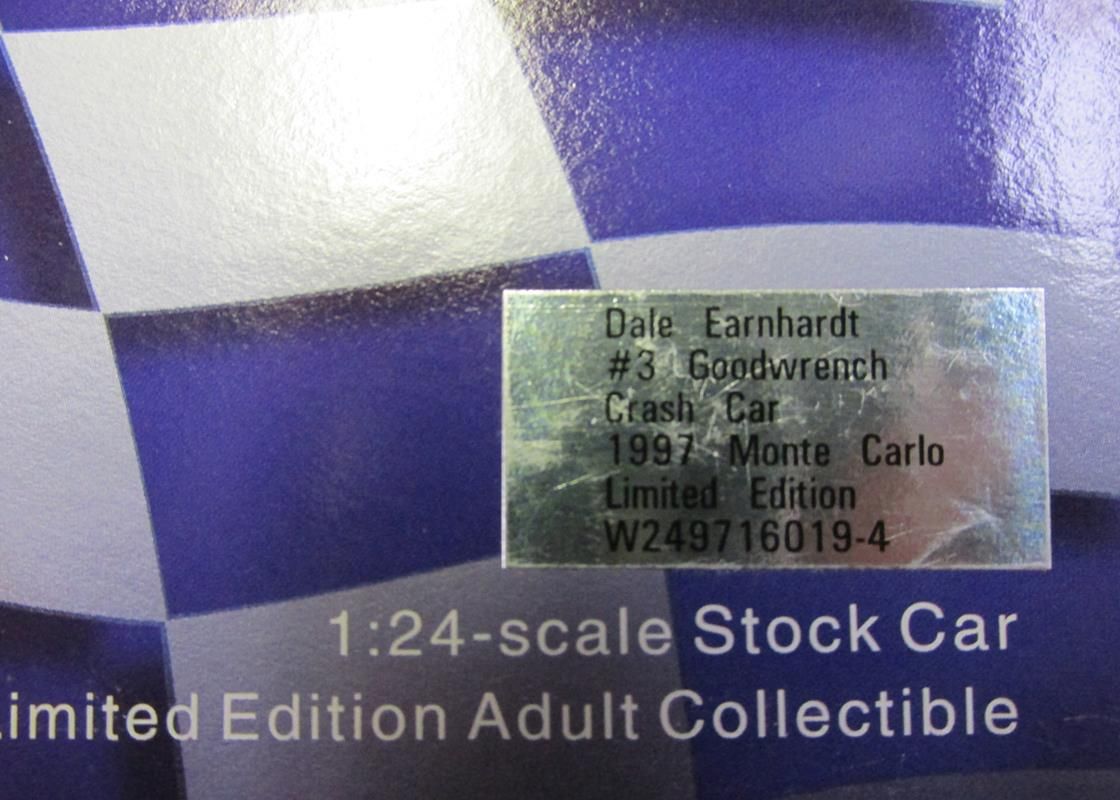 Dale Earnhardt
#3 Goodwrench
Crash Car
1997 Monte Carlo
Limited Edition
W249716019-4
1:24-scale Stock Car
Limited Edition Adult Collectible